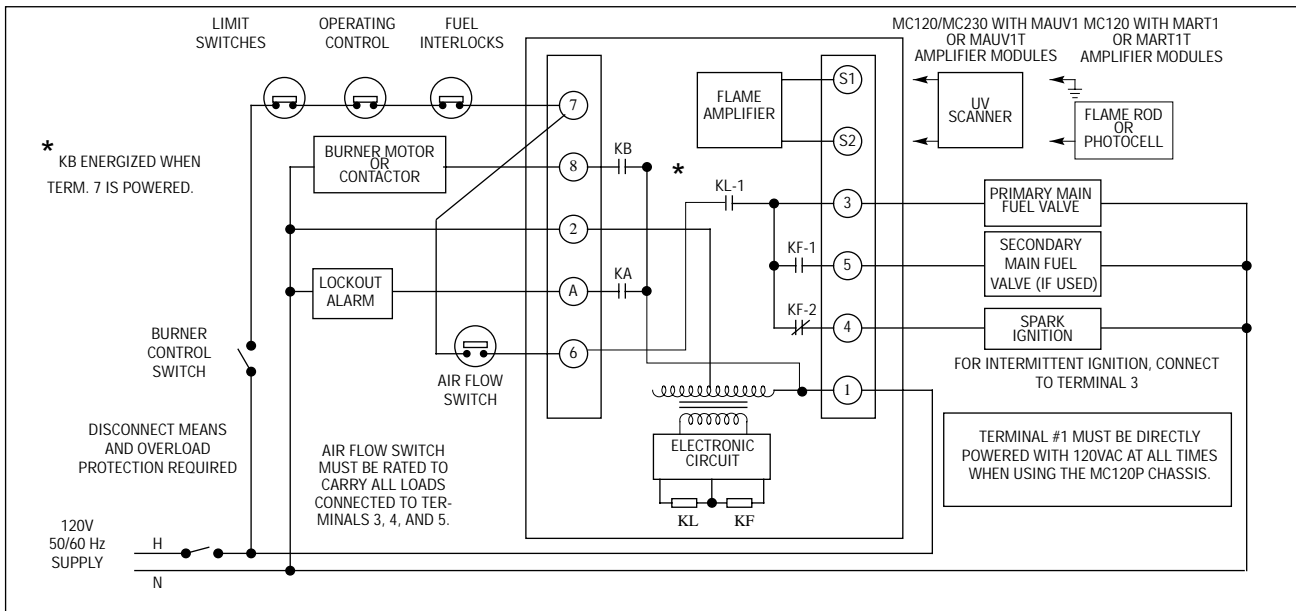 LIMIT
SWITCHES
OPERATING
CONTROL
FUEL
INTERLOCKS
MC120/MC230 WITH MAUV1
OR MAUV1T
AMPLIFIER MODULES
MC120 WITH MART1
OR MART1T
AMPLIFIER MODULES
7
FLAME
AMPLIFIER
S1
S2
UV
SCANNER
FLAME ROD
OR
PHOTOCELL
* KB ENERGIZED WHEN
TERM. 7 IS POWERED.
BURNER MOTOR
OR
CONTACTOR
8
KB
*
KL-1
3
PRIMARY MAIN
FUEL VALVE
2
KF-1
5
SECONDARY
MAIN FUEL
VALVE (IF USED)
LOCKOUT
ALARM
A
KA
KF-2
4
SPARK
IGNITION
FOR INTERMITTENT IGNITION, CONNECT
TO TERMINAL 3
BURNER
CONTROL
SWITCH
AIR FLOW
SWITCH
6
1
DISCONNECT MEANS
AND OVERLOAD
PROTECTION REQUIRED
AIR FLOW SWITCH
MUST BE RATED TO
CARRY ALL LOADS
CONNECTED TO TER-
MINALS 3, 4, AND 5.
ELECTRONIC
CIRCUIT
KL
KF
TERMINAL #1 MUST BE DIRECTLY
POWERED WITH 120VAC AT ALL TIMES
WHEN USING THE MC120P CHASSIS.
120V
50/60 Hz
SUPPLY
H
N